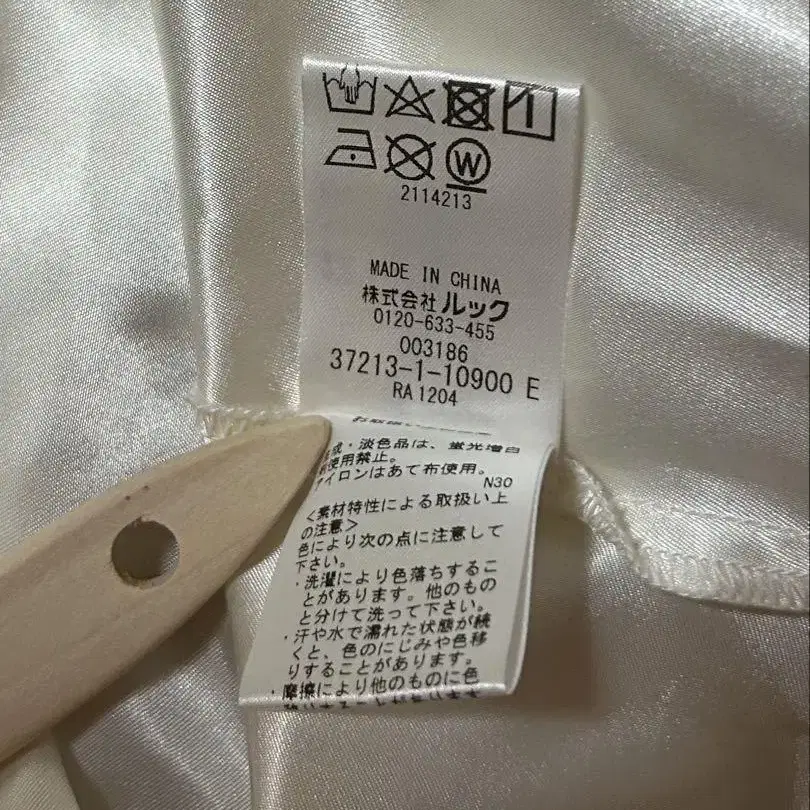 W
2114213
MADE IN CHINA
株式会社 ルック
0120-633-455
003186
37213-1-10900 E
RA1204
・淡色品は、蛍光増白
使用禁止。
アイロンはあて布使用。
N30
<素材特性による取扱い上
の注意>
色により次の点に注意して
下さい。
・洗濯により色落ちするこ
とがあります。他のもの
と分けて洗って下さい。
・汗や水で濡れた状態が続
くと、色のにじみや色移
りすることがあります。
・摩擦により他のものに色